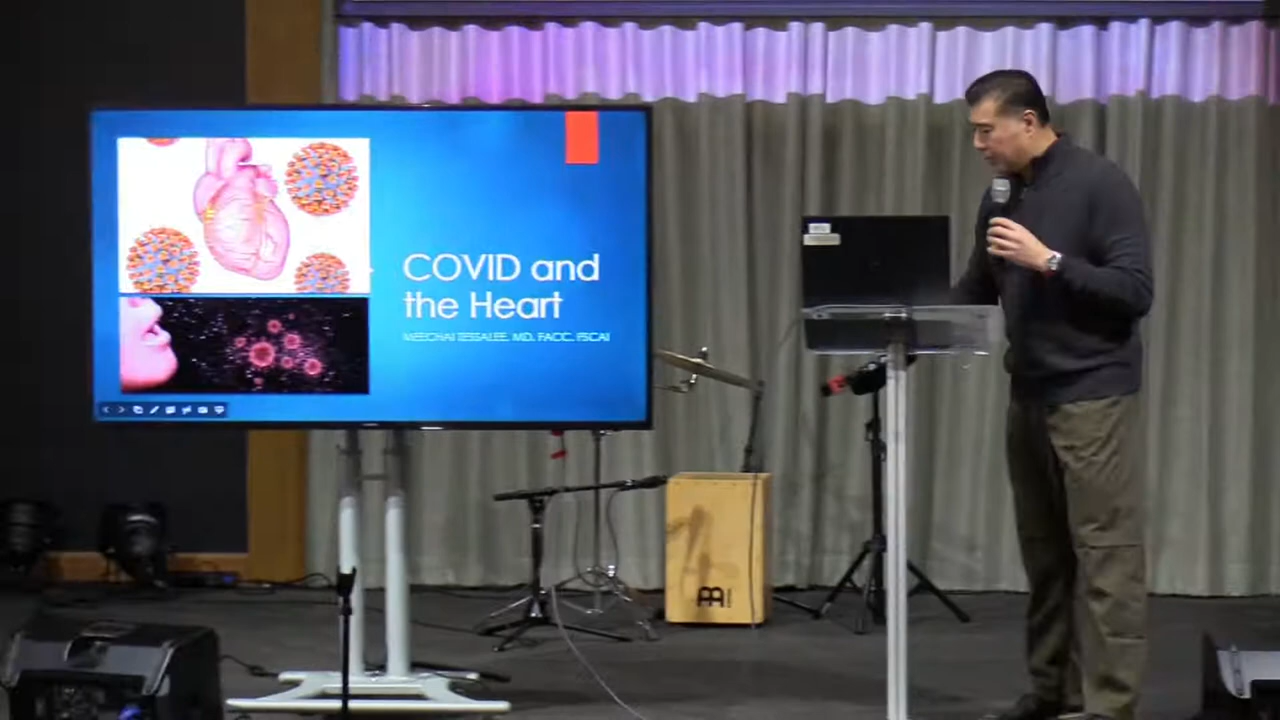 COVID and
the Heart
MEECHAI TESSALEE, MD, FACC, FSCAI